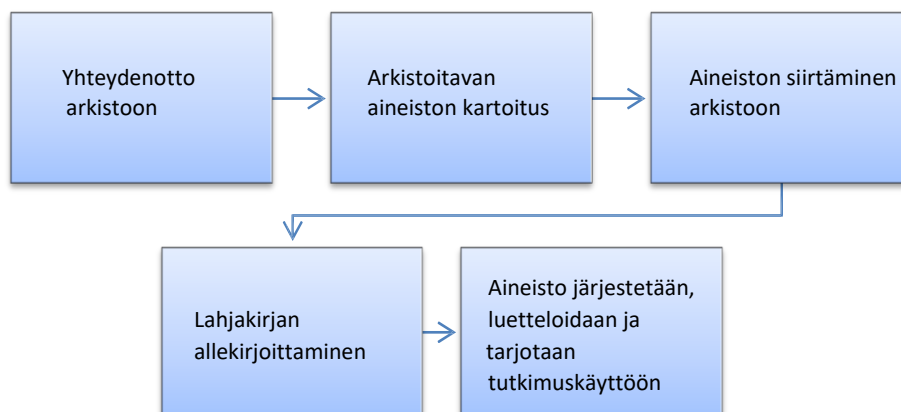 Yhteydenotto
arkistoon
Arkistoitavan
aineiston kartoitus
Aineiston siirtäminen
arkistoon
Lahjakirjan
allekirjoittaminen
Aineisto järjestetään,
luetteloidaan ja
tarjotaan
tutkimuskäyttöön